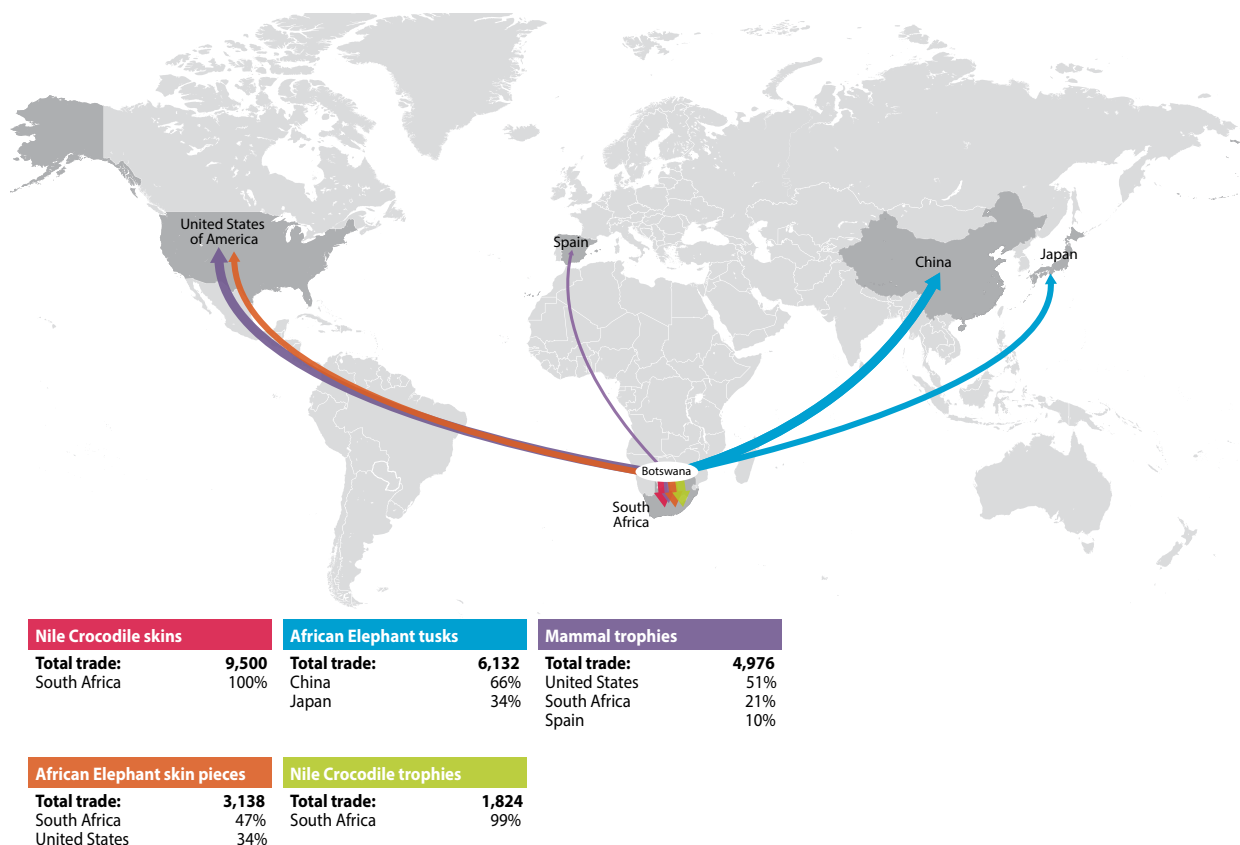 United States
of America
Spain
China
Japan
Botswana
South
Africa
Nile Crocodile skins
Total trade: 9,500
South Africa 100%
African Elephant tusks
Total trade: 6,132
China 66%
Japan 34%
Mammal trophies
Total trade: 4,976
United States 51%
South Africa 21%
Spain 10%
African Elephant skin pieces
Total trade: 3,138
South Africa 47%
United States 34%
Nile Crocodile trophies
Total trade: 1,824
South Africa 99%